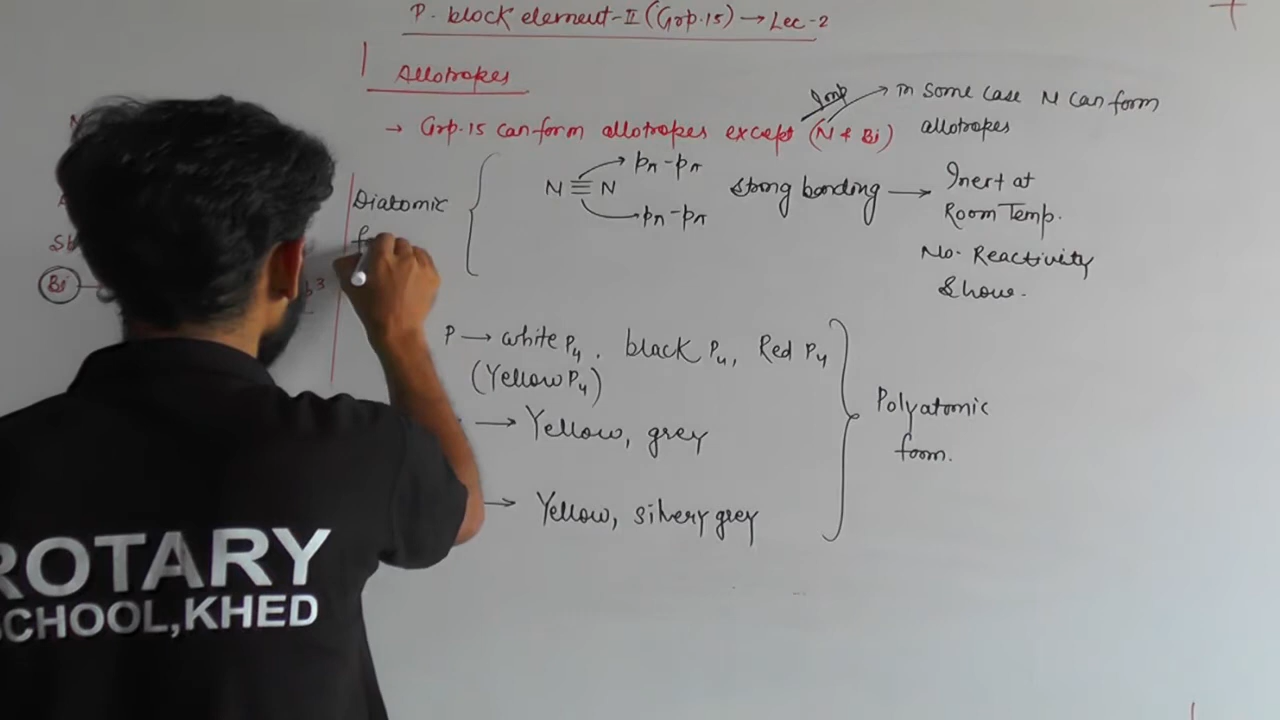 P-block element-II (Grp.15) → Lec-2
Allotropes
→ Grp.15 can form allotropes except (N & Bi)
Imp
→ in some case N can form
allotropes
Diatomic
N ≡ N
pπ-pπ
pπ-pπ
strong bonding → Inert at
Room Temp.
No. Reactivity
show.
Sb
Bi
P → white P4, black P4, Red P4
(Yellow P4)
→ Yellow, grey
→ Yellow, silvery grey
Polyatomic
form.
ROTARY
SCHOOL,KHED